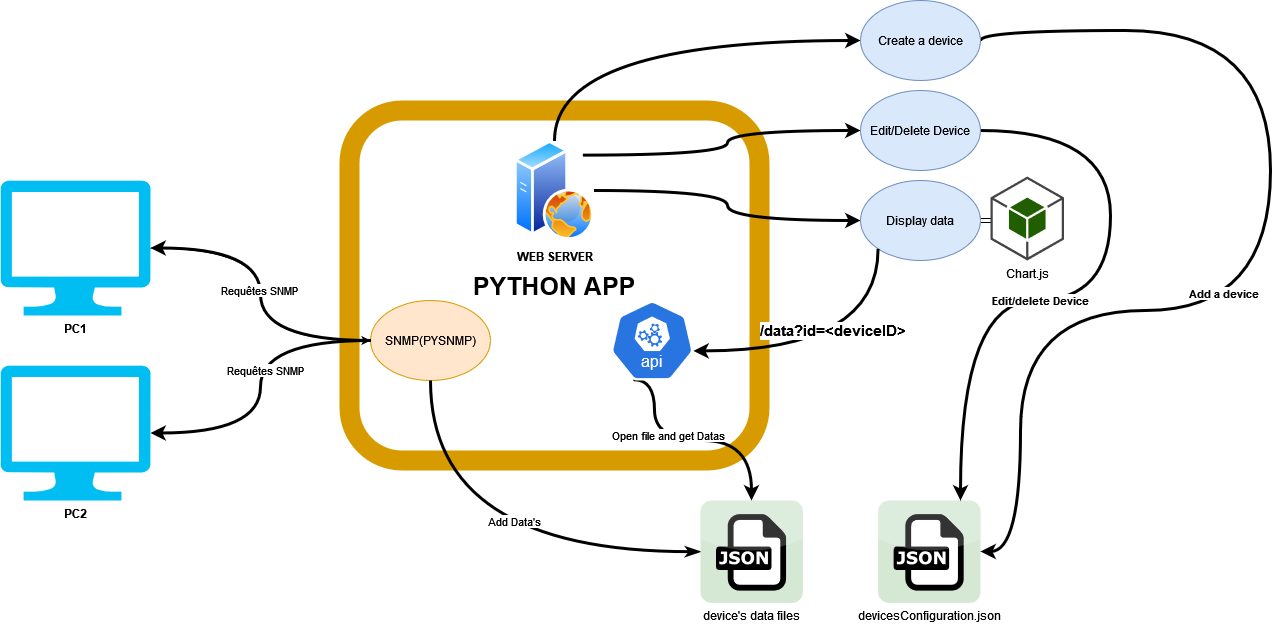 Create a device
Edit/Delete Device
Display data
Chart.js
WEB SERVER
PYTHON APP
Requêtes SNMP
PC1
SNMP(PYSNMP)
Requêtes SNMP
PC2
api
/data?id=<deviceID>
Edit/delete Device
Add a device
Open file and get Datas
Add Data's
JSON
device's data files
JSON
devicesConfiguration.json